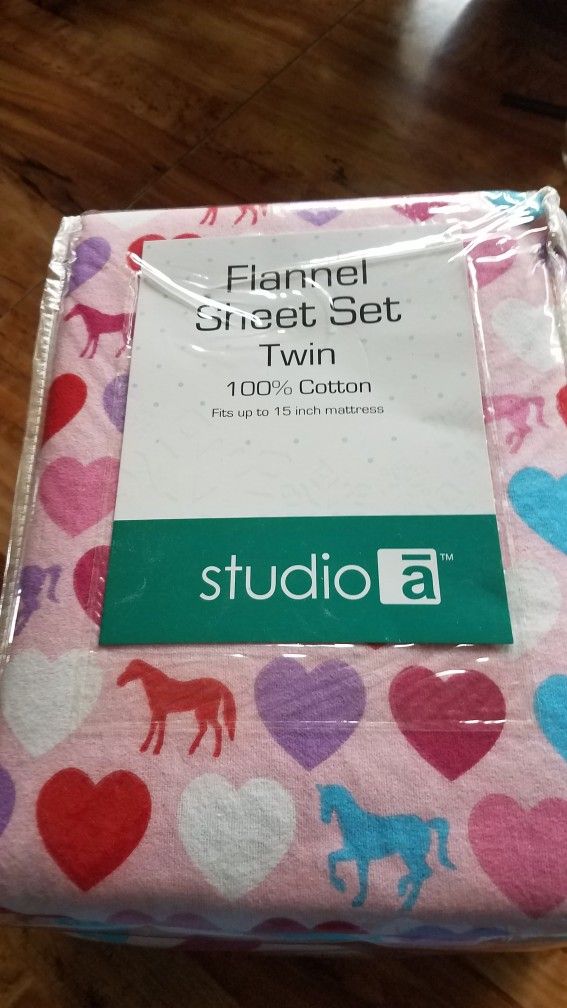 Flannel
Sheet Set
Twin
100% Cotton
Fits up to 15 inch mattress
studio ā™